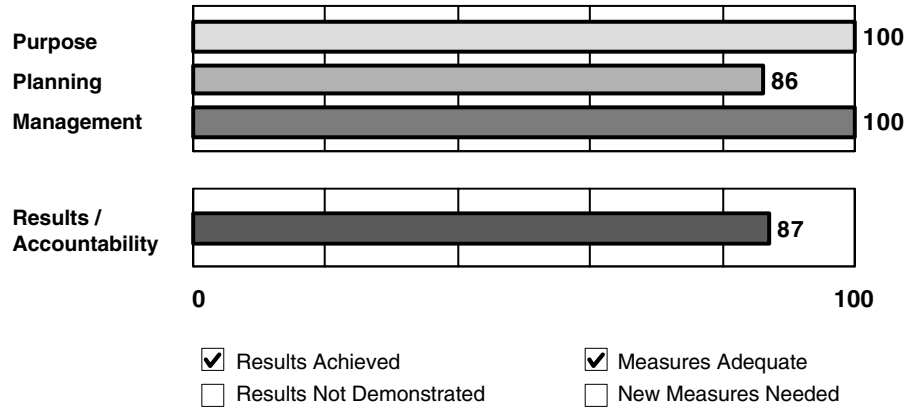 Purpose 100
Planning 86
Management 100
Results /
Accountability 87
0 100
Results Achieved Measures Adequate
Results Not Demonstrated New Measures Needed